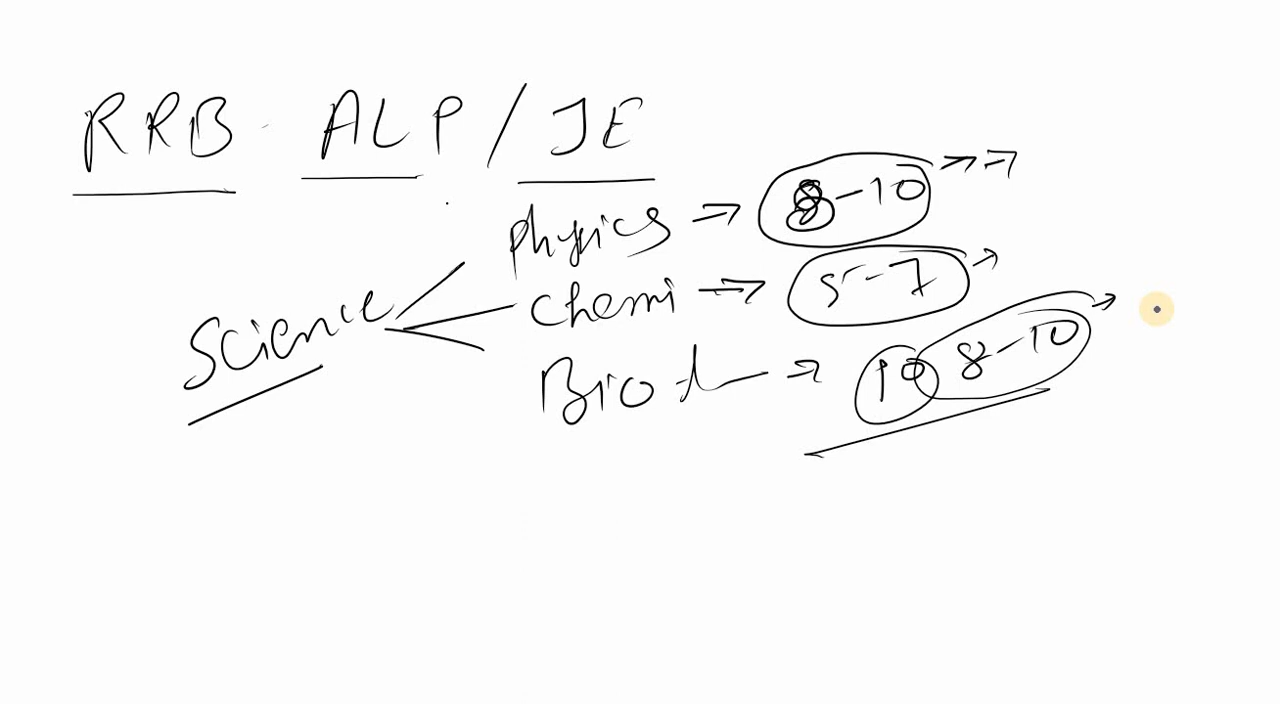 RRB ALP / JE
Physics → 8-10 →→
Science
Chemi → 5-7 →
Bio → 10 8-10 →